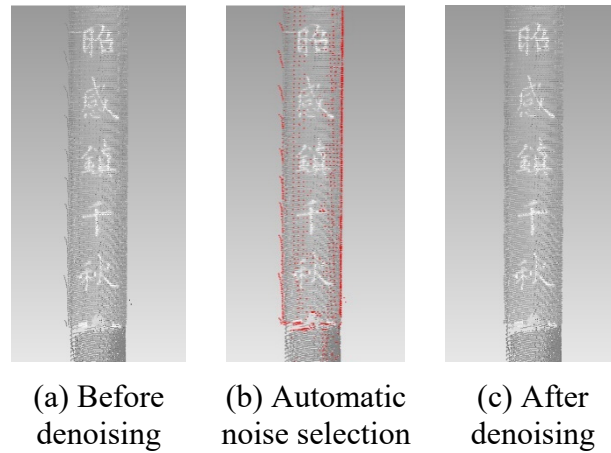 昭感鎮千秋
昭感鎮千秋
昭感鎮千秋
(a) Before
denoising
(b) Automatic
noise selection
(c) After
denoising